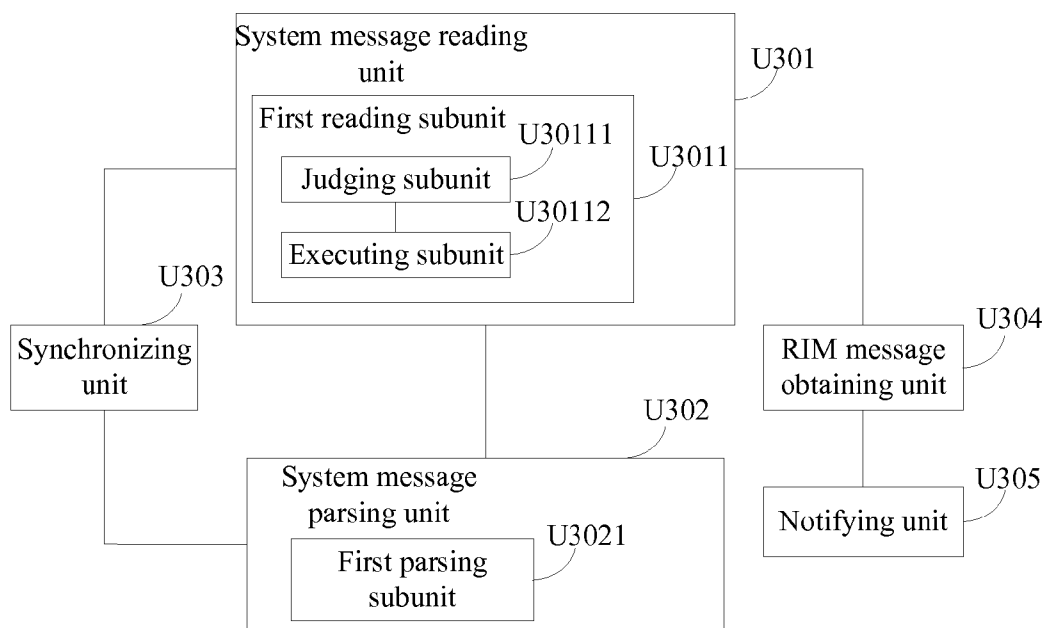 System message reading
unit
U301
First reading subunit
U30111
U3011
Judging subunit
U30112
Executing subunit
U303
U304
Synchronizing
unit
RIM message
obtaining unit
U302
System message
parsing unit
U305
Notifying unit
U3021
First parsing
subunit